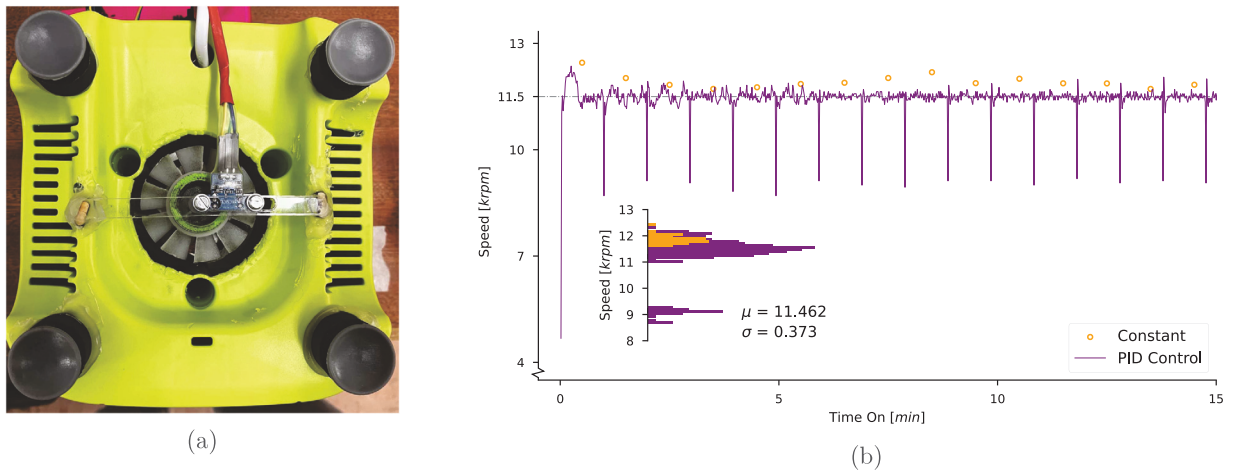 13
11.5
10
7
4
Speed [krpm]
13
12
11
10
9
8
Speed [krpm]
μ = 11.462
σ = 0.373
Constant
PID Control
0
5
10
15
Time On [min]
(a)
(b)